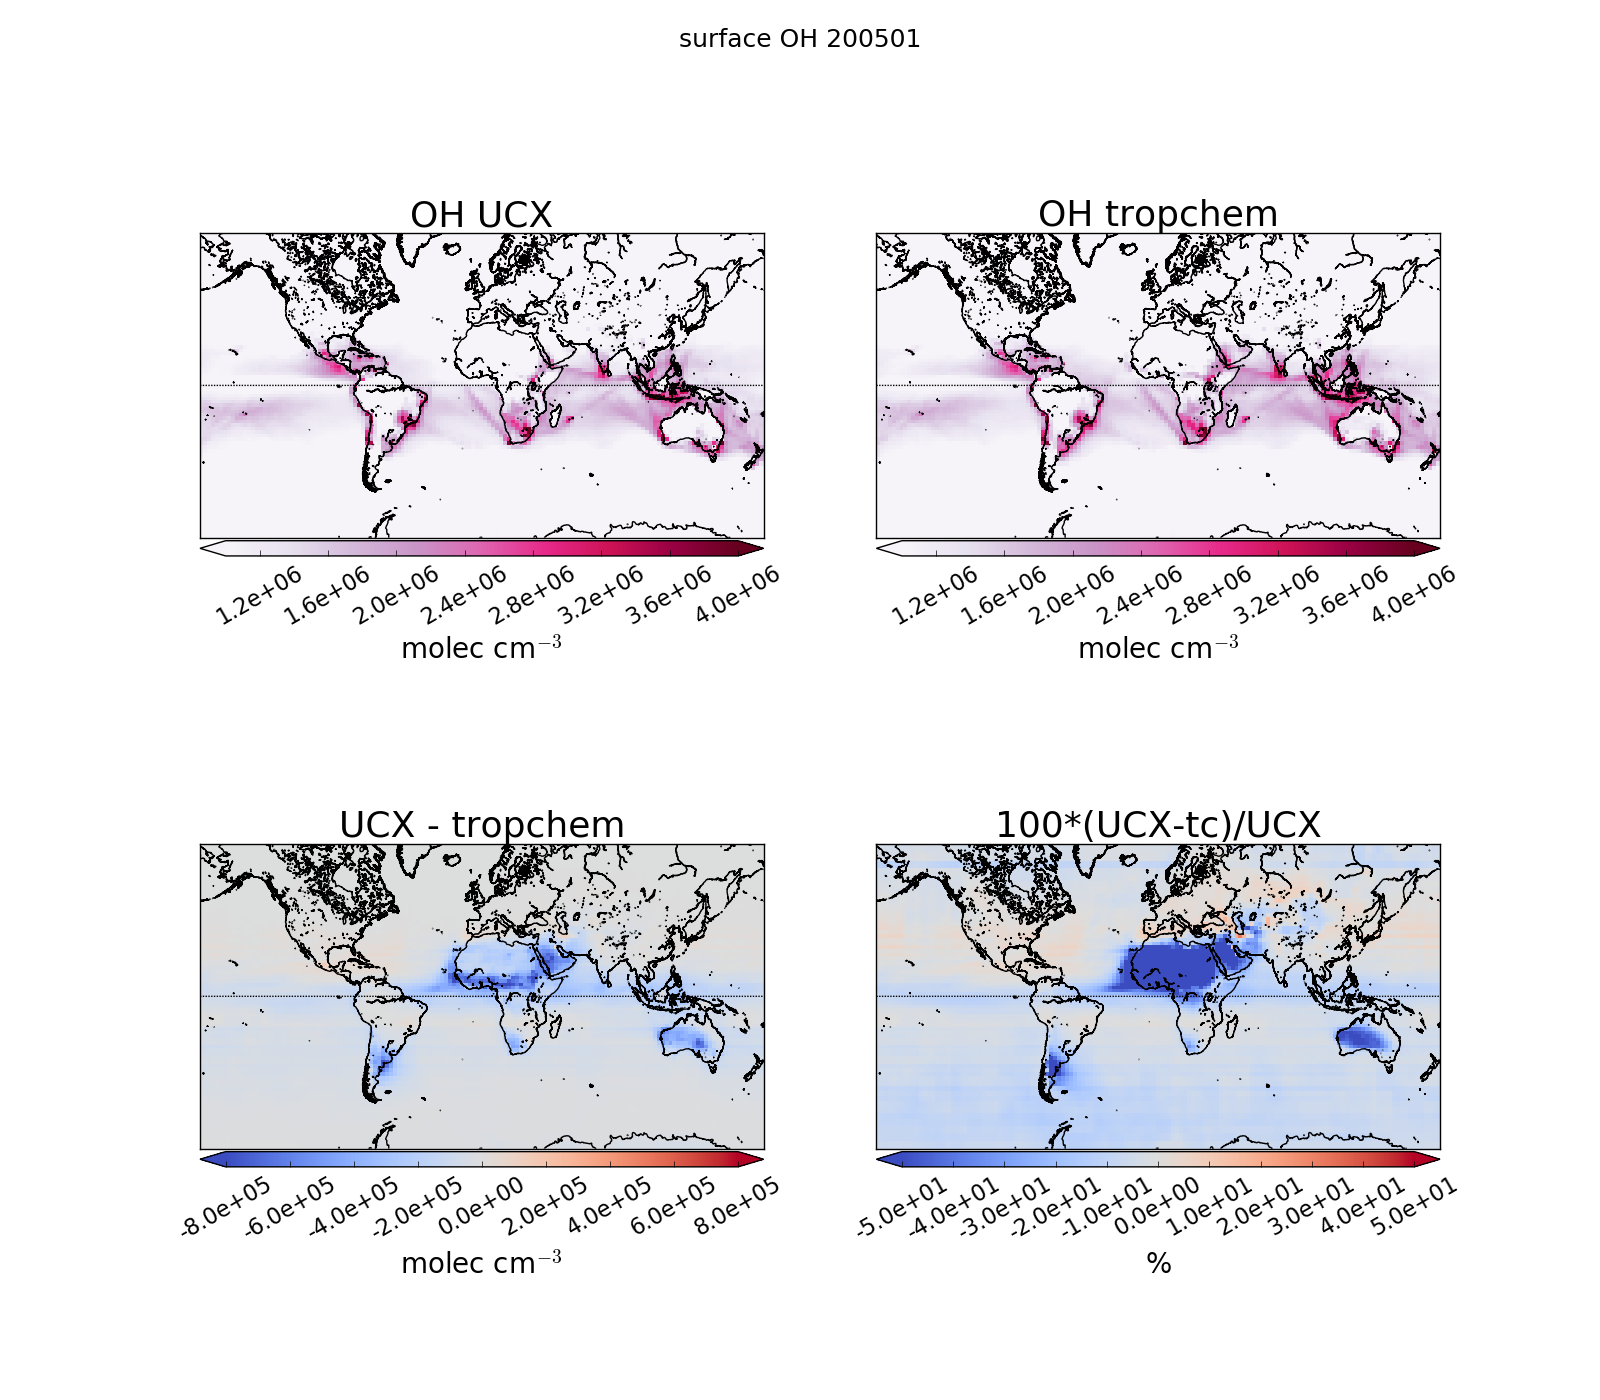 surface OH 200501
OH UCX
OH tropchem
1.2e+06 1.6e+06 2.0e+06 2.4e+06 2.8e+06 3.2e+06 3.6e+06 4.0e+06
molec cm⁻³
1.2e+06 1.6e+06 2.0e+06 2.4e+06 2.8e+06 3.2e+06 3.6e+06 4.0e+06
molec cm⁻³
UCX - tropchem
100*(UCX-tc)/UCX
-8.0e+05 -6.0e+05 -4.0e+05 -2.0e+05 0.0e+00 2.0e+05 4.0e+05 6.0e+05 8.0e+05
molec cm⁻³
-5.0e+01 -4.0e+01 -3.0e+01 -2.0e+01 -1.0e+01 0.0e+00 1.0e+01 2.0e+01 3.0e+01 4.0e+01 5.0e+01
%